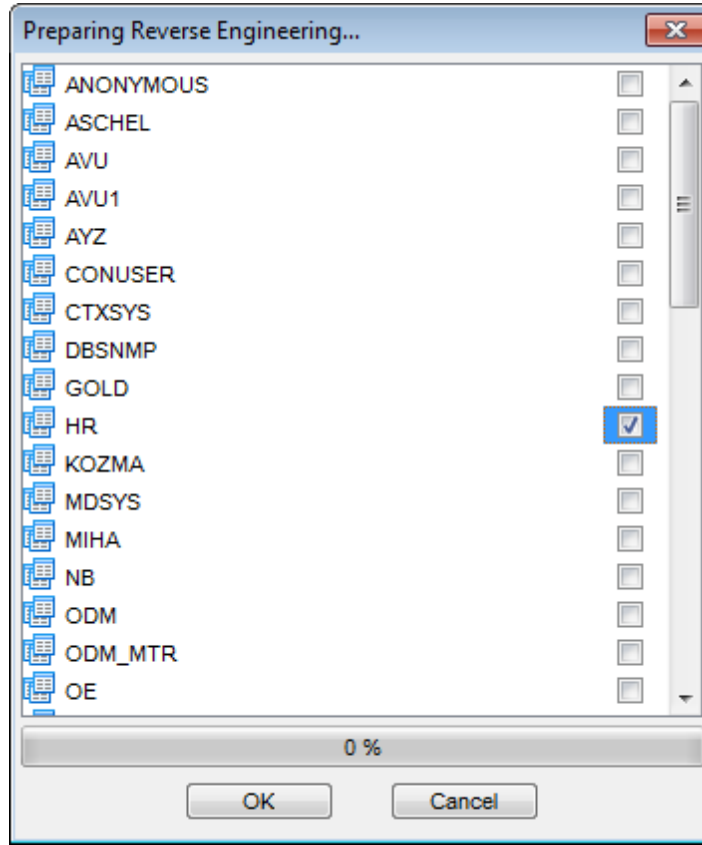 Preparing Reverse Engineering...
ANONYMOUS
ASCHEL
AVU
AVU1
AYZ
CONUSER
CTXSYS
DBSNMP
GOLD
HR
KOZMA
MDSYS
MIHA
NB
ODM
ODM_MTR
OE
0 %
OK Cancel